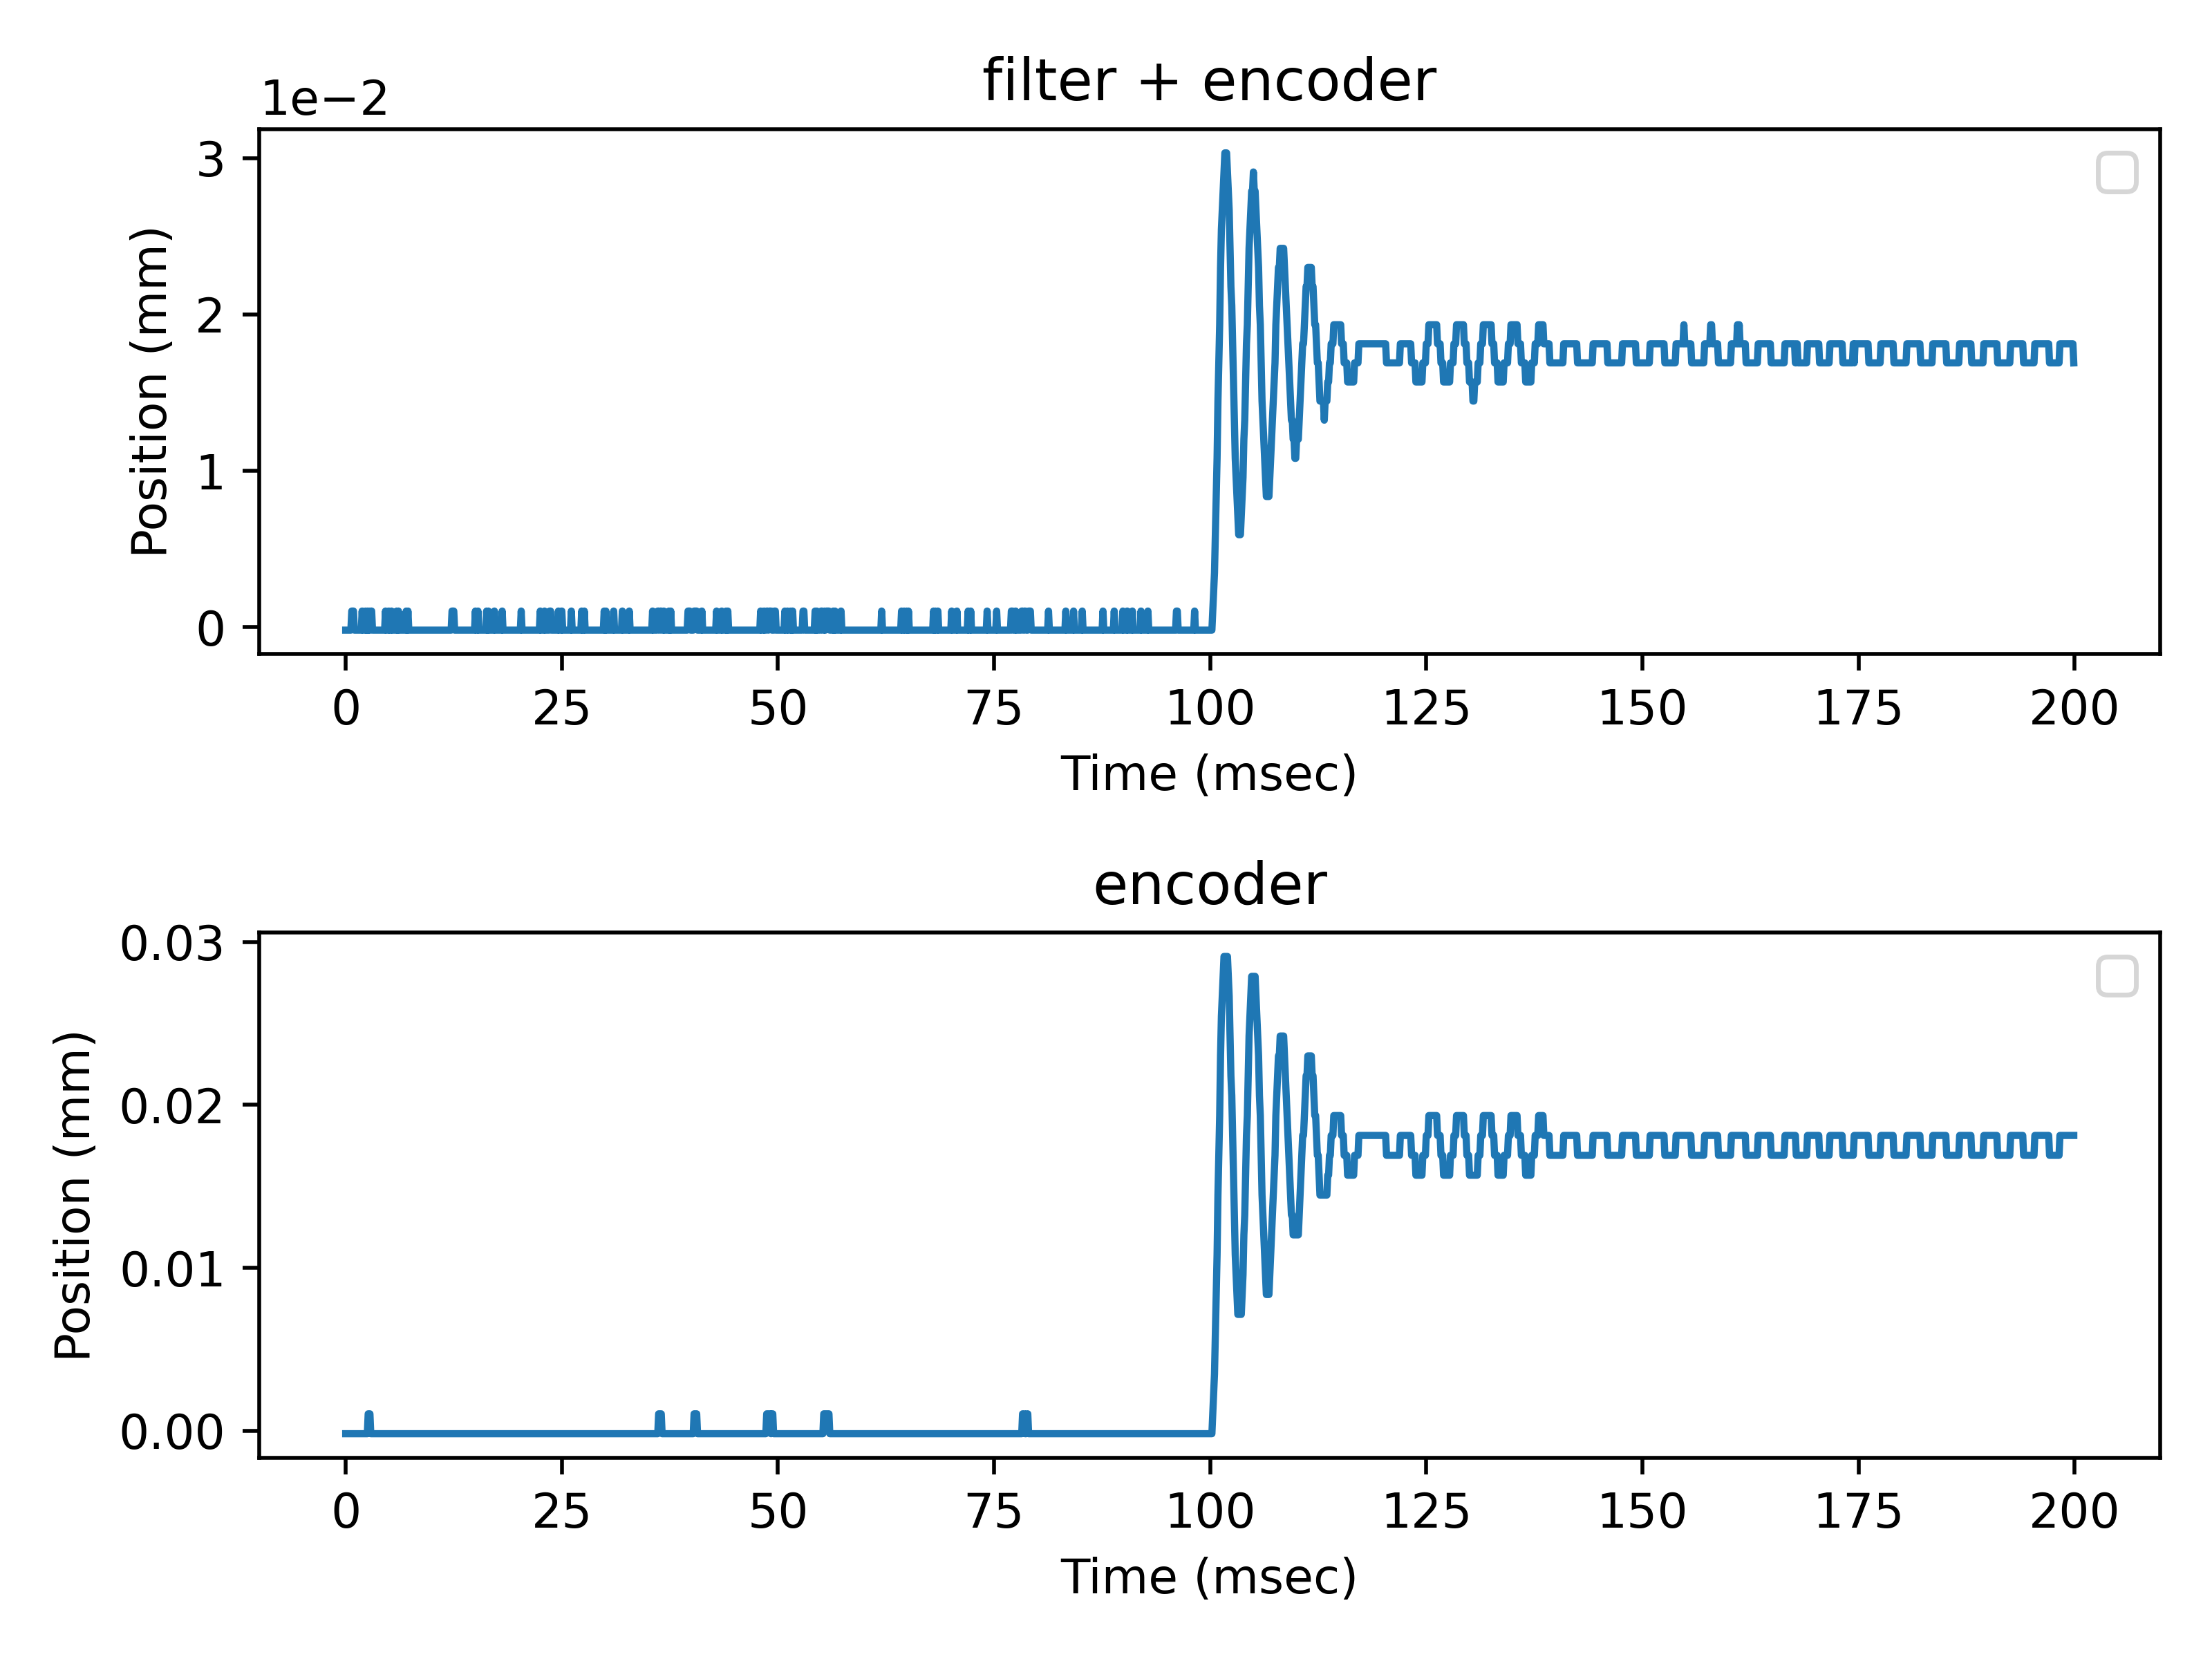 filter + encoder
1e−2
3
2
1
0
Position (mm)
0 25 50 75 100 125 150 175 200
Time (msec)
encoder
0.03
0.02
0.01
0.00
Position (mm)
0 25 50 75 100 125 150 175 200
Time (msec)